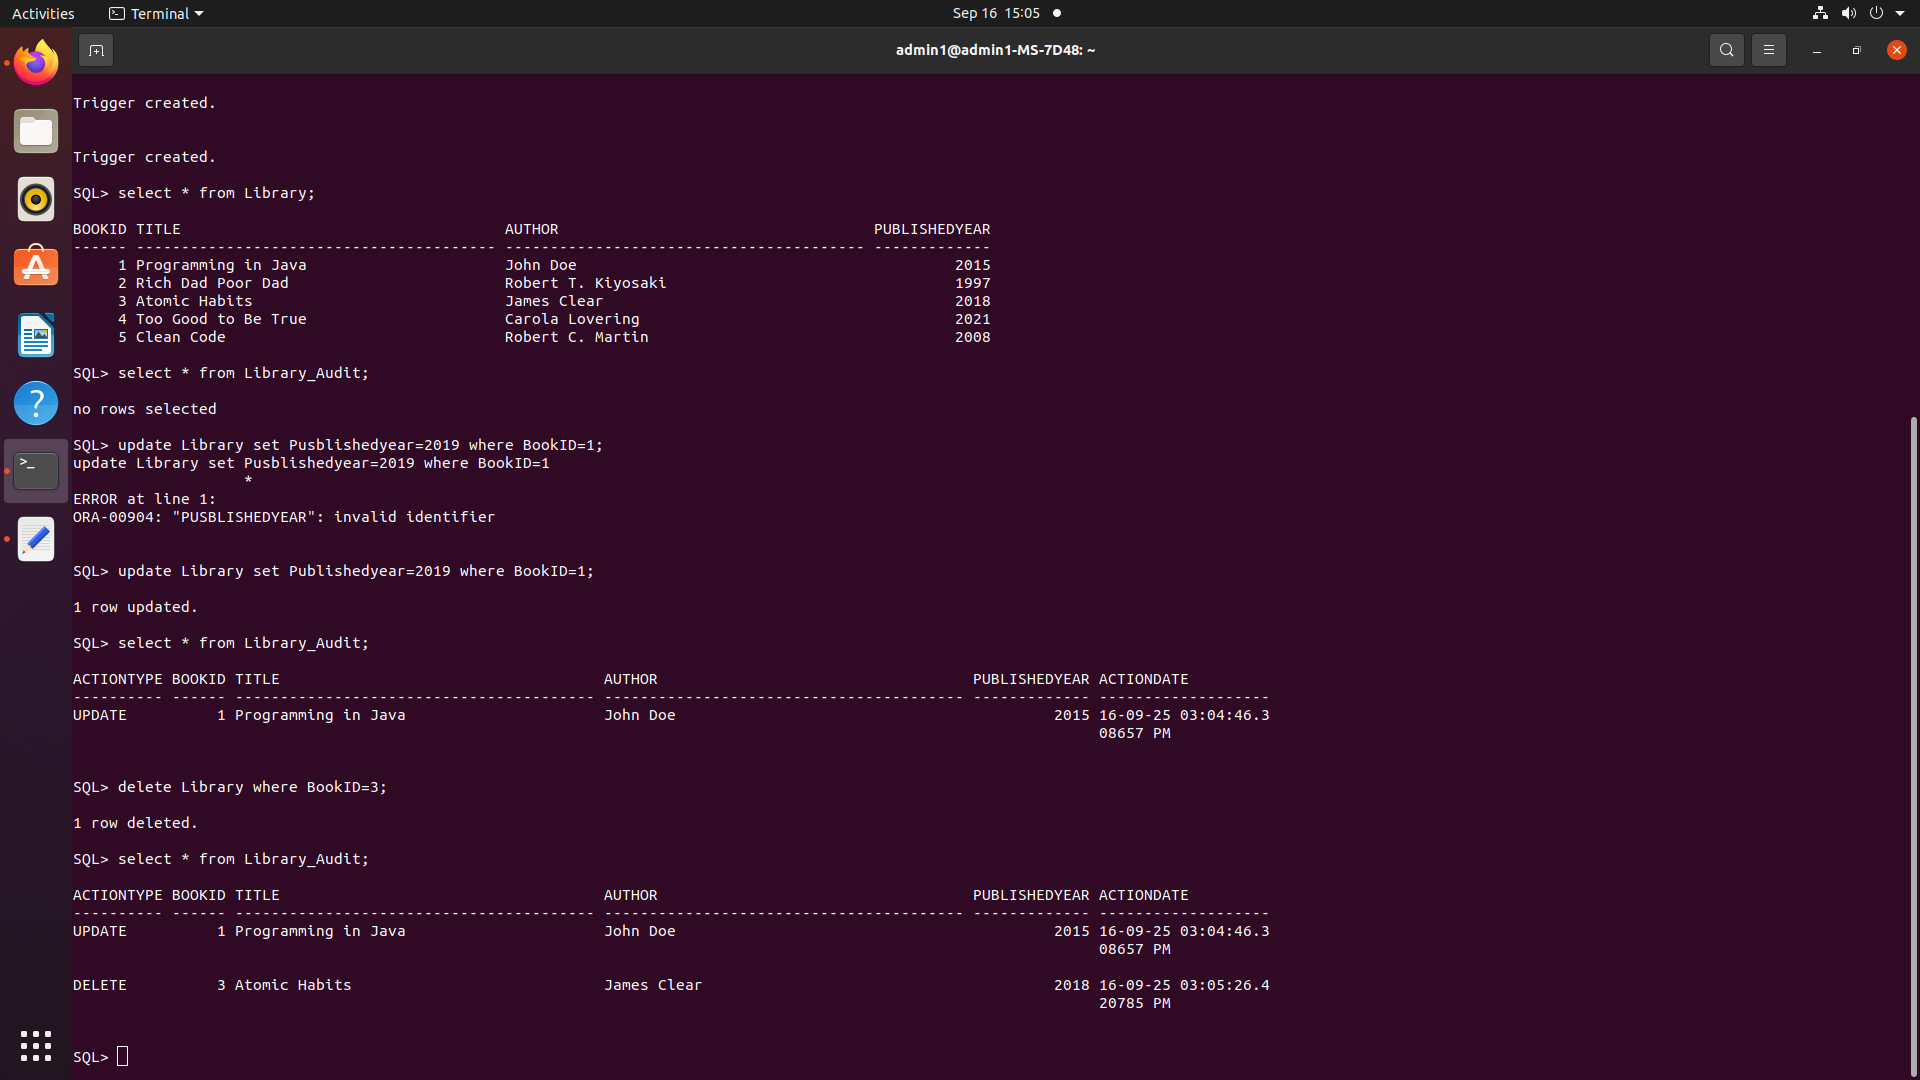 Activities Terminal Sep 16 15:05
admin1@admin1-MS-7D48: ~
Trigger created.
Trigger created.
SQL> select * from Library;
BOOKID TITLE                                    AUTHOR                                   PUBLISHEDYEAR
------ ---------------------------------------- ---------------------------------------- -------------
     1 Programming in Java                      John Doe                                          2015
     2 Rich Dad Poor Dad                        Robert T. Kiyosaki                                1997
     3 Atomic Habits                            James Clear                                       2018
     4 Too Good to Be True                      Carola Lovering                                   2021
     5 Clean Code                               Robert C. Martin                                  2008
SQL> select * from Library_Audit;
no rows selected
SQL> update Library set Pusblishedyear=2019 where BookID=1;
update Library set Pusblishedyear=2019 where BookID=1
                   *
ERROR at line 1:
ORA-00904: "PUSBLISHEDYEAR": invalid identifier
SQL> update Library set Publishedyear=2019 where BookID=1;
1 row updated.
SQL> select * from Library_Audit;
ACTIONTYPE BOOKID TITLE                                    AUTHOR                                   PUBLISHEDYEAR ACTIONDATE
---------- ------ ---------------------------------------- ---------------------------------------- ------------- -------------------
UPDATE          1 Programming in Java                      John Doe                                          2015 16-09-25 03:04:46.3
                                                                                                                  08657 PM
SQL> delete Library where BookID=3;
1 row deleted.
SQL> select * from Library_Audit;
ACTIONTYPE BOOKID TITLE                                    AUTHOR                                   PUBLISHEDYEAR ACTIONDATE
---------- ------ ---------------------------------------- ---------------------------------------- ------------- -------------------
UPDATE          1 Programming in Java                      John Doe                                          2015 16-09-25 03:04:46.3
                                                                                                                  08657 PM
DELETE          3 Atomic Habits                            James Clear                                       2018 16-09-25 03:05:26.4
                                                                                                                  20785 PM
SQL>